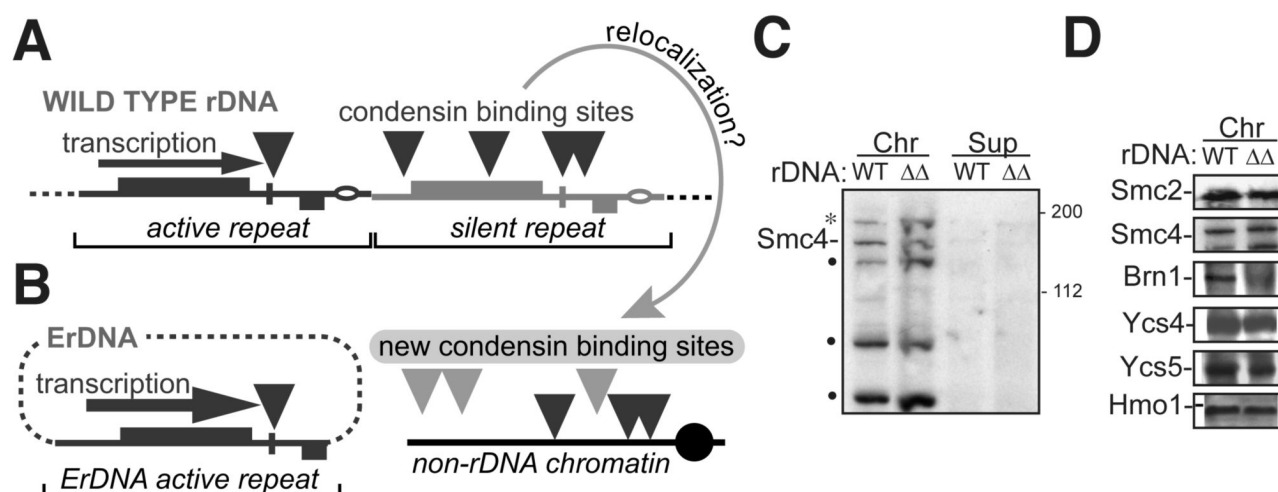 A
WILD TYPE rDNA
transcription
condensin binding sites
relocalization?
active repeat
silent repeat
B
ErDNA
transcription
ErDNA active repeat
new condensin binding sites
non-rDNA chromatin
C
Chr Sup
rDNA: WT ΔΔ WT ΔΔ
*
- 200
Smc4-
•
- 112
•
•
D
Chr
rDNA: WT ΔΔ
Smc2-
Smc4-
Brn1-
Ycs4-
Ycs5-
Hmo1-